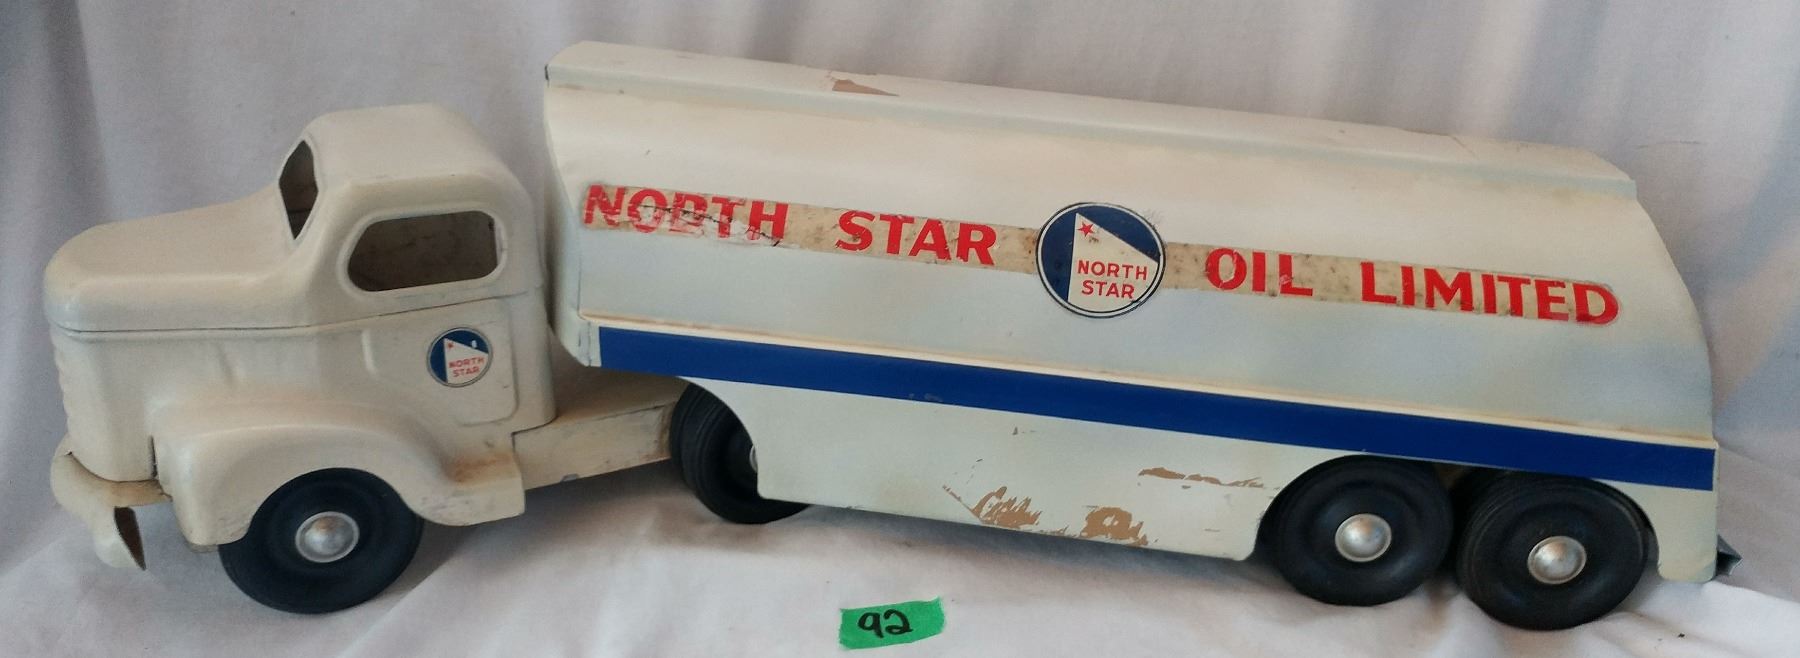 NORTH STAR
NORTH
STAR
OIL LIMITED
NORTH
STAR
92